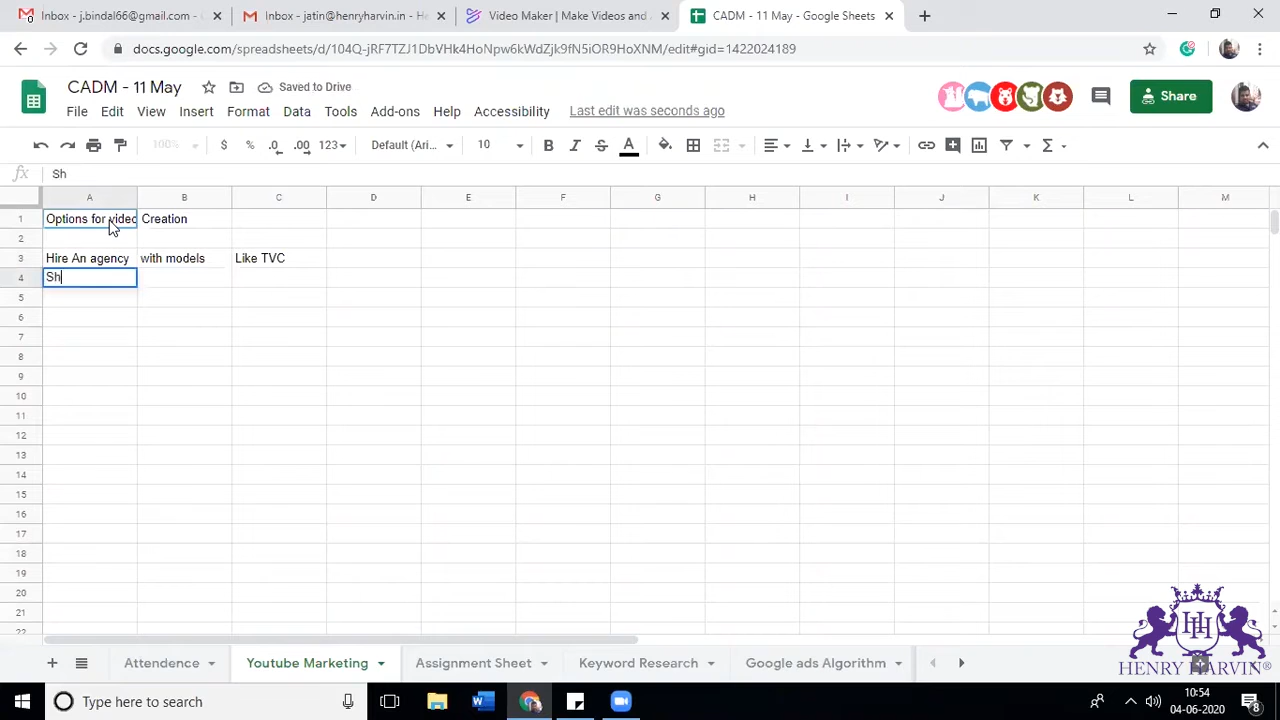 Inbox - j.bindal66@gmail.com -
Inbox - jatin@henryharvin.in - H
Video Maker | Make Videos and
CADM - 11 May - Google Sheets
docs.google.com/spreadsheets/d/104Q-jRF7TZJ1DbVHk4HoNpw6kWdZjk9fN5iOR9HoXNM/edit#gid=1422024189
CADM - 11 May
Saved to Drive
File Edit View Insert Format Data Tools Add-ons Help Accessibility Last edit was seconds ago
Share
100% $ % .0 .00 123 Default (Ari... 10 B I S A Σ
fx Sh
A B C D E F G H I J K L M
1 Options for video Creation
2
3 Hire An agency with models Like TVC
4 Sh
5
6
7
8
9
10
11
12
13
14
15
16
17
18
19
20
21
22
HH
HENRY HARVIN®
+ Attendence Youtube Marketing Assignment Sheet Keyword Research Google ads Algorithm
Type here to search
10:54
04-06-2020
8